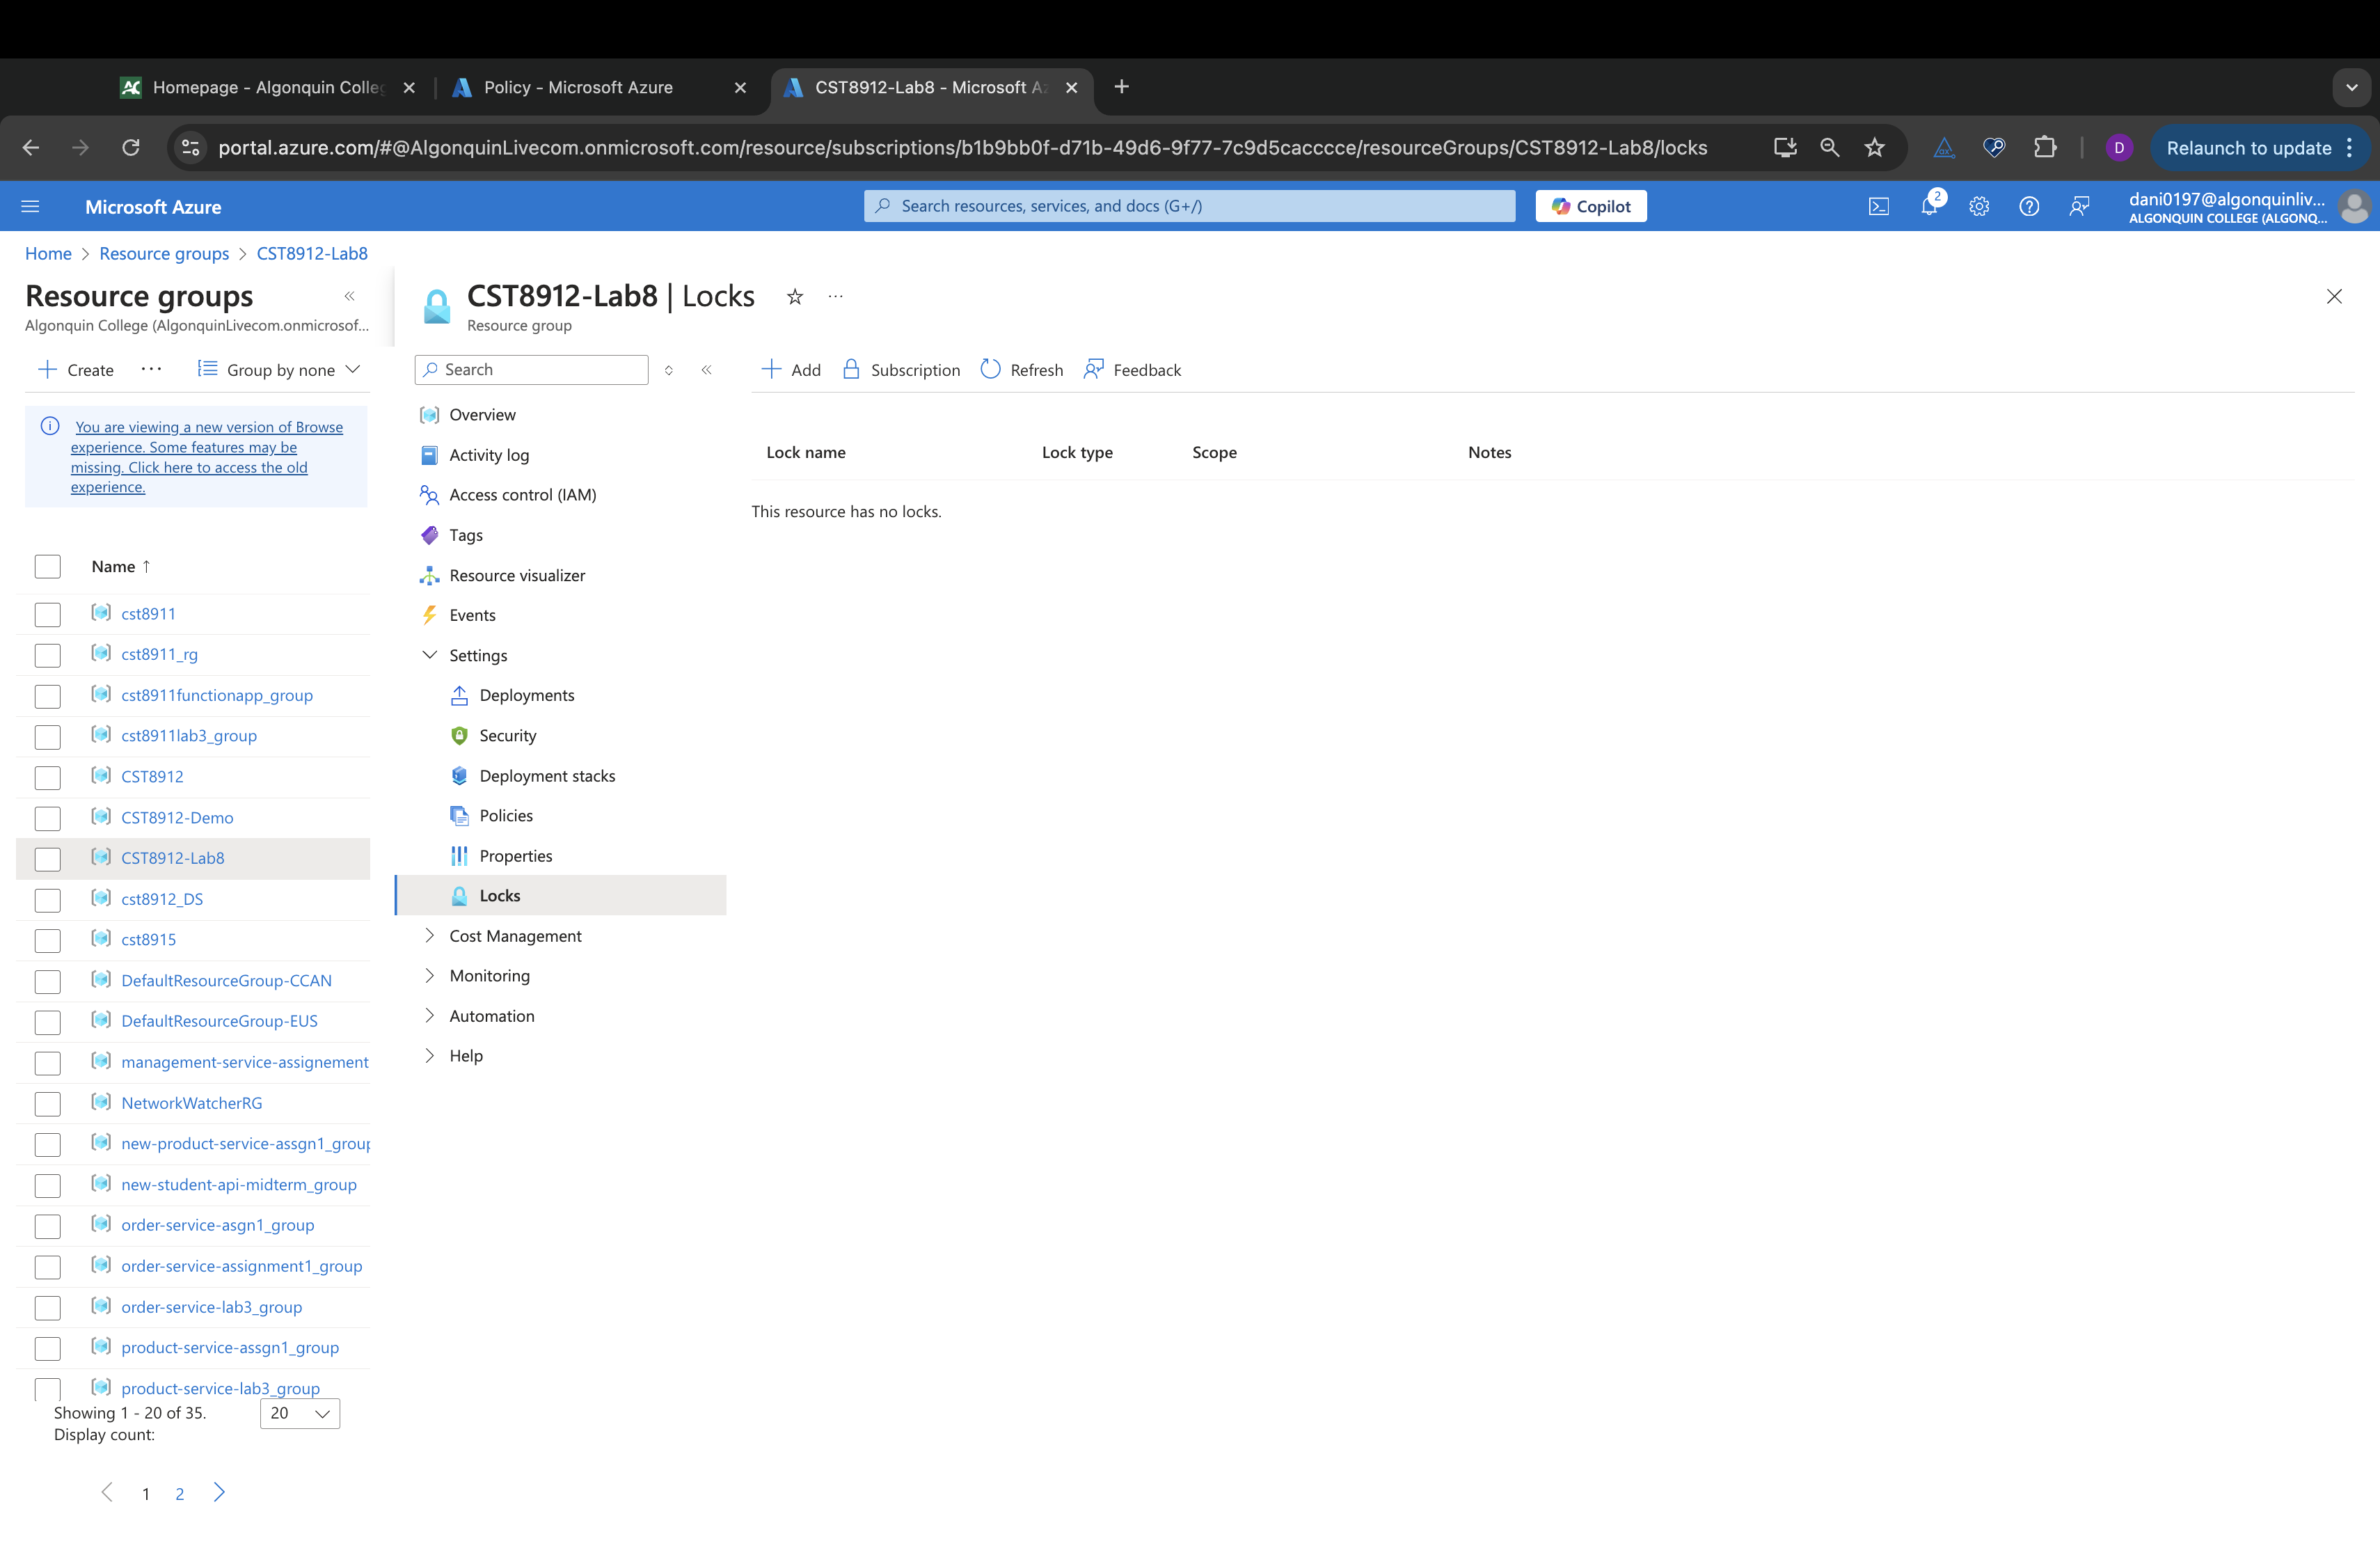 Homepage - Algonquin Colleg
Policy - Microsoft Azure
CST8912-Lab8 - Microsoft Az
portal.azure.com/#@AlgonquinLivecom.onmicrosoft.com/resource/subscriptions/b1b9bb0f-d71b-49d6-9f77-7c9d5cacccce/resourceGroups/CST8912-Lab8/locks
D
Relaunch to update
Microsoft Azure
Search resources, services, and docs (G+/)
Copilot
2
dani0197@algonquinliv...
ALGONQUIN COLLEGE (ALGONQ...
Home > Resource groups > CST8912-Lab8
Resource groups
Algonquin College (AlgonquinLivecom.onmicrosof...
Create
Group by none
You are viewing a new version of Browse
experience. Some features may be
missing. Click here to access the old
experience.
Name ↑
cst8911
cst8911_rg
cst8911functionapp_group
cst8911lab3_group
CST8912
CST8912-Demo
CST8912-Lab8
cst8912_DS
cst8915
DefaultResourceGroup-CCAN
DefaultResourceGroup-EUS
management-service-assignement
NetworkWatcherRG
new-product-service-assgn1_group
new-student-api-midterm_group
order-service-asgn1_group
order-service-assignment1_group
order-service-lab3_group
product-service-assgn1_group
product-service-lab3_group
Showing 1 - 20 of 35.
Display count:
20
1
2
CST8912-Lab8 | Locks
Resource group
Search
Overview
Activity log
Access control (IAM)
Tags
Resource visualizer
Events
Settings
Deployments
Security
Deployment stacks
Policies
Properties
Locks
Cost Management
Monitoring
Automation
Help
Add
Subscription
Refresh
Feedback
Lock name
Lock type
Scope
Notes
This resource has no locks.